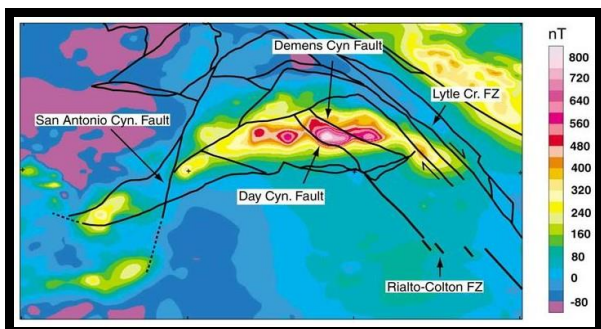 nT
Demens Cyn Fault
Lytle Cr. FZ
San Antonio Cyn. Fault
Day Cyn. Fault
Rialto-Colton FZ
800
720
640
560
480
400
320
240
160
80
0
-80